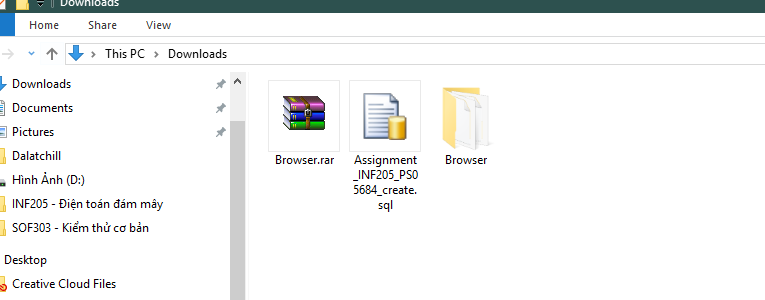 Downloads
Home Share View
This PC > Downloads
Downloads
Documents
Pictures
Dalatchill
Hình Ảnh (D:)
INF205 - Điện toán đám mây
SOF303 - Kiểm thử cơ bản
Desktop
Creative Cloud Files
Browser.rar
Assignment
_INF205_PS0
5684_create.
sql
Browser